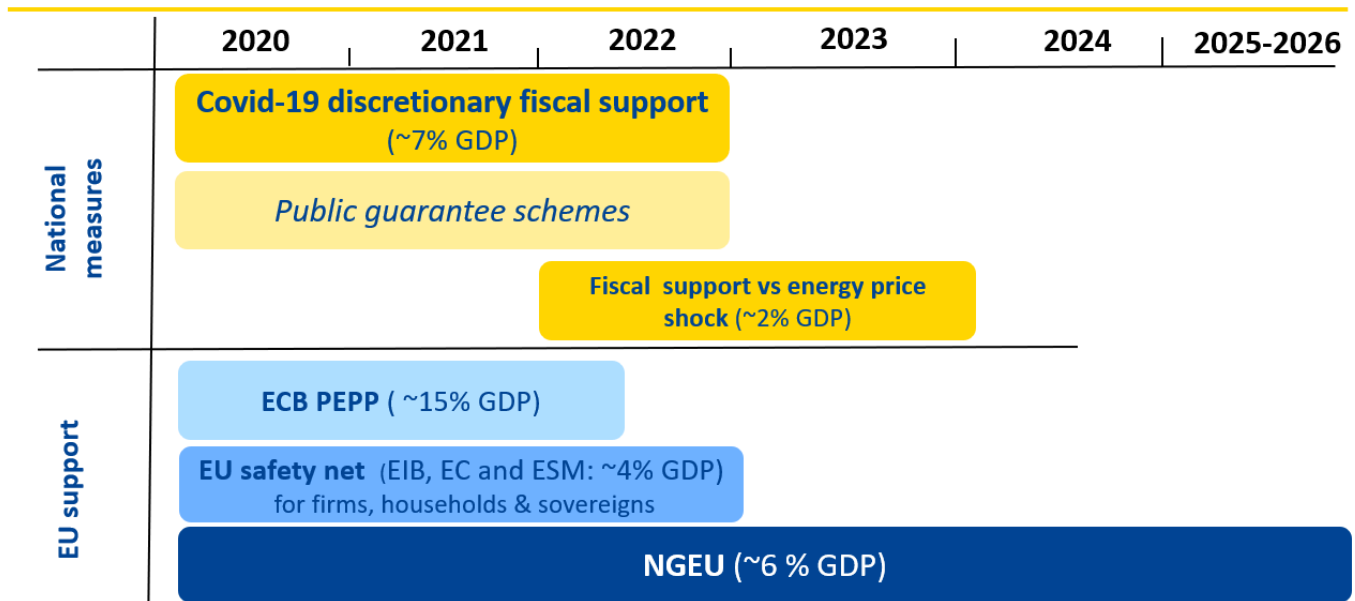 2020 2021 2022 2023 2024 2025-2026
National
measures
Covid-19 discretionary fiscal support
(~7% GDP)
Public guarantee schemes
Fiscal support vs energy price
shock (~2% GDP)
EU support
ECB PEPP ( ~15% GDP)
EU safety net (EIB, EC and ESM: ~4% GDP)
for firms, households & sovereigns
NGEU (~6 % GDP)